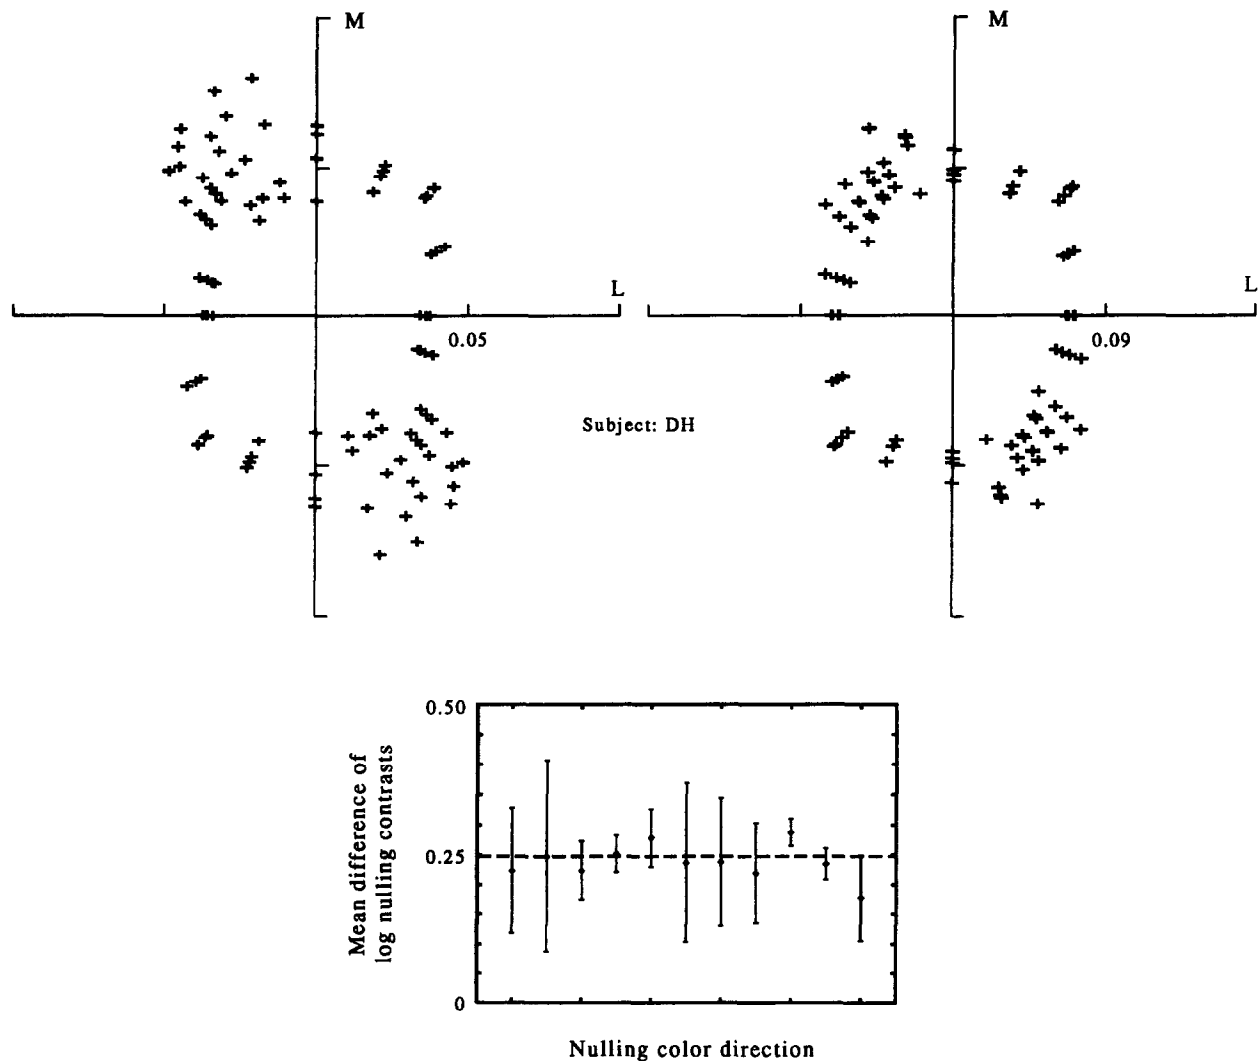 M
M
L
L
0.05
0.09
Subject: DH
0.50
Mean difference of
log nulling contrasts
0.25
0
Nulling color direction